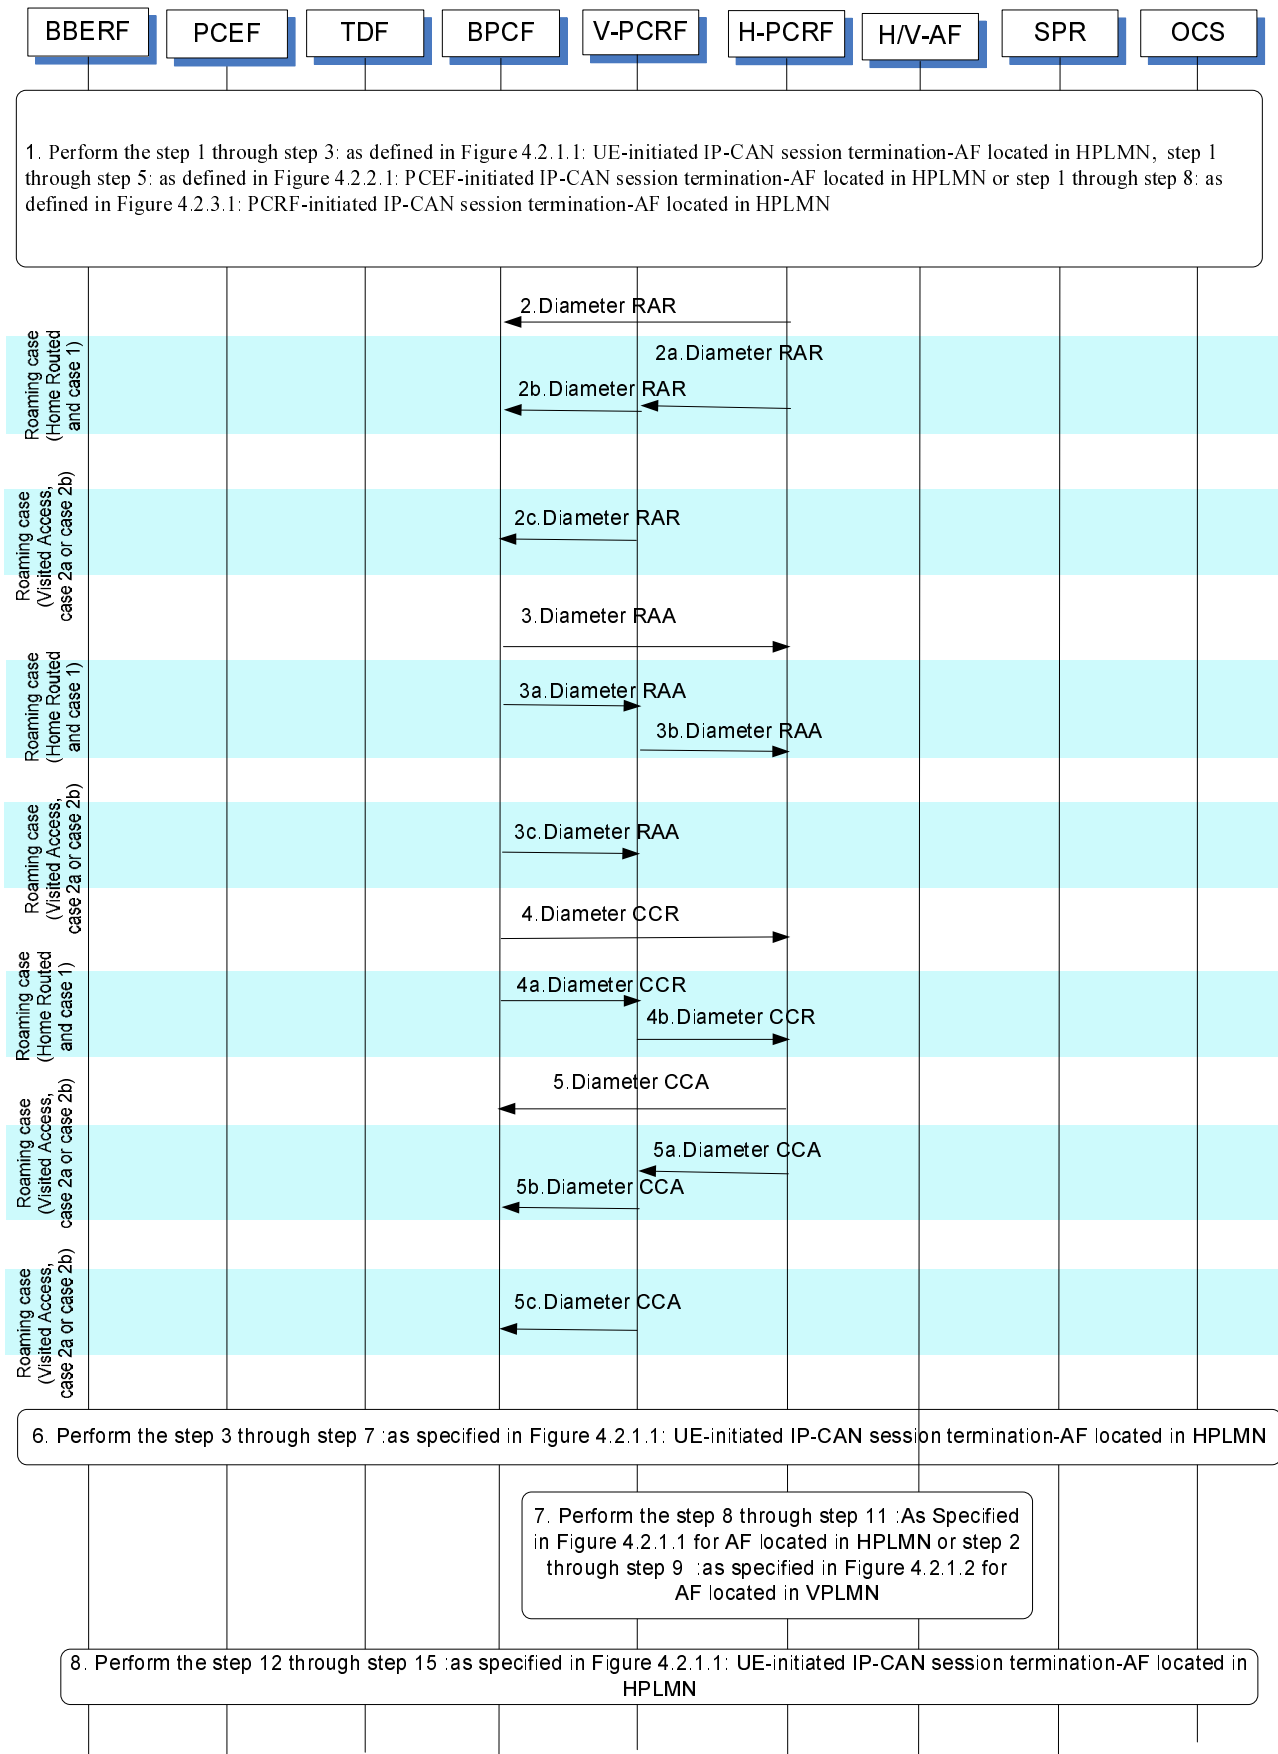 BBERF
PCEF
TDF
BPCF
V-PCRF
H-PCRF
H/V-AF
SPR
OCS
1. Perform the step 1 through step 3: as defined in Figure 4.2.1.1: UE-initiated IP-CAN session termination-AF located in HPLMN, step 1
through step 5: as defined in Figure 4.2.2.1: PCEF-initiated IP-CAN session termination-AF located in HPLMN or step 1 through step 8: as
defined in Figure 4.2.3.1: PCRF-initiated IP-CAN session termination-AF located in HPLMN
2.Diameter RAR
Roaming case
(Home Routed
and case 1)
2a.Diameter RAR
2b.Diameter RAR
Roaming case
(Visited Access,
case 2a or case 2b)
2c.Diameter RAR
3.Diameter RAA
Roaming case
(Home Routed
and case 1)
3a.Diameter RAA
3b.Diameter RAA
Roaming case
(Visited Access,
case 2a or case 2b)
3c.Diameter RAA
4.Diameter CCR
Roaming case
(Home Routed
and case 1)
4a.Diameter CCR
4b.Diameter CCR
5.Diameter CCA
Roaming case
(Visited Access,
case 2a or case 2b)
5a.Diameter CCA
5b.Diameter CCA
Roaming case
(Visited Access,
case 2a or case 2b)
5c.Diameter CCA
6. Perform the step 3 through step 7 :as specified in Figure 4.2.1.1: UE-initiated IP-CAN session termination-AF located in HPLMN
7. Perform the step 8 through step 11 :As Specified
in Figure 4.2.1.1 for AF located in HPLMN or step 2
through step 9 :as specified in Figure 4.2.1.2 for
AF located in VPLMN
8. Perform the step 12 through step 15 :as specified in Figure 4.2.1.1: UE-initiated IP-CAN session termination-AF located in
HPLMN